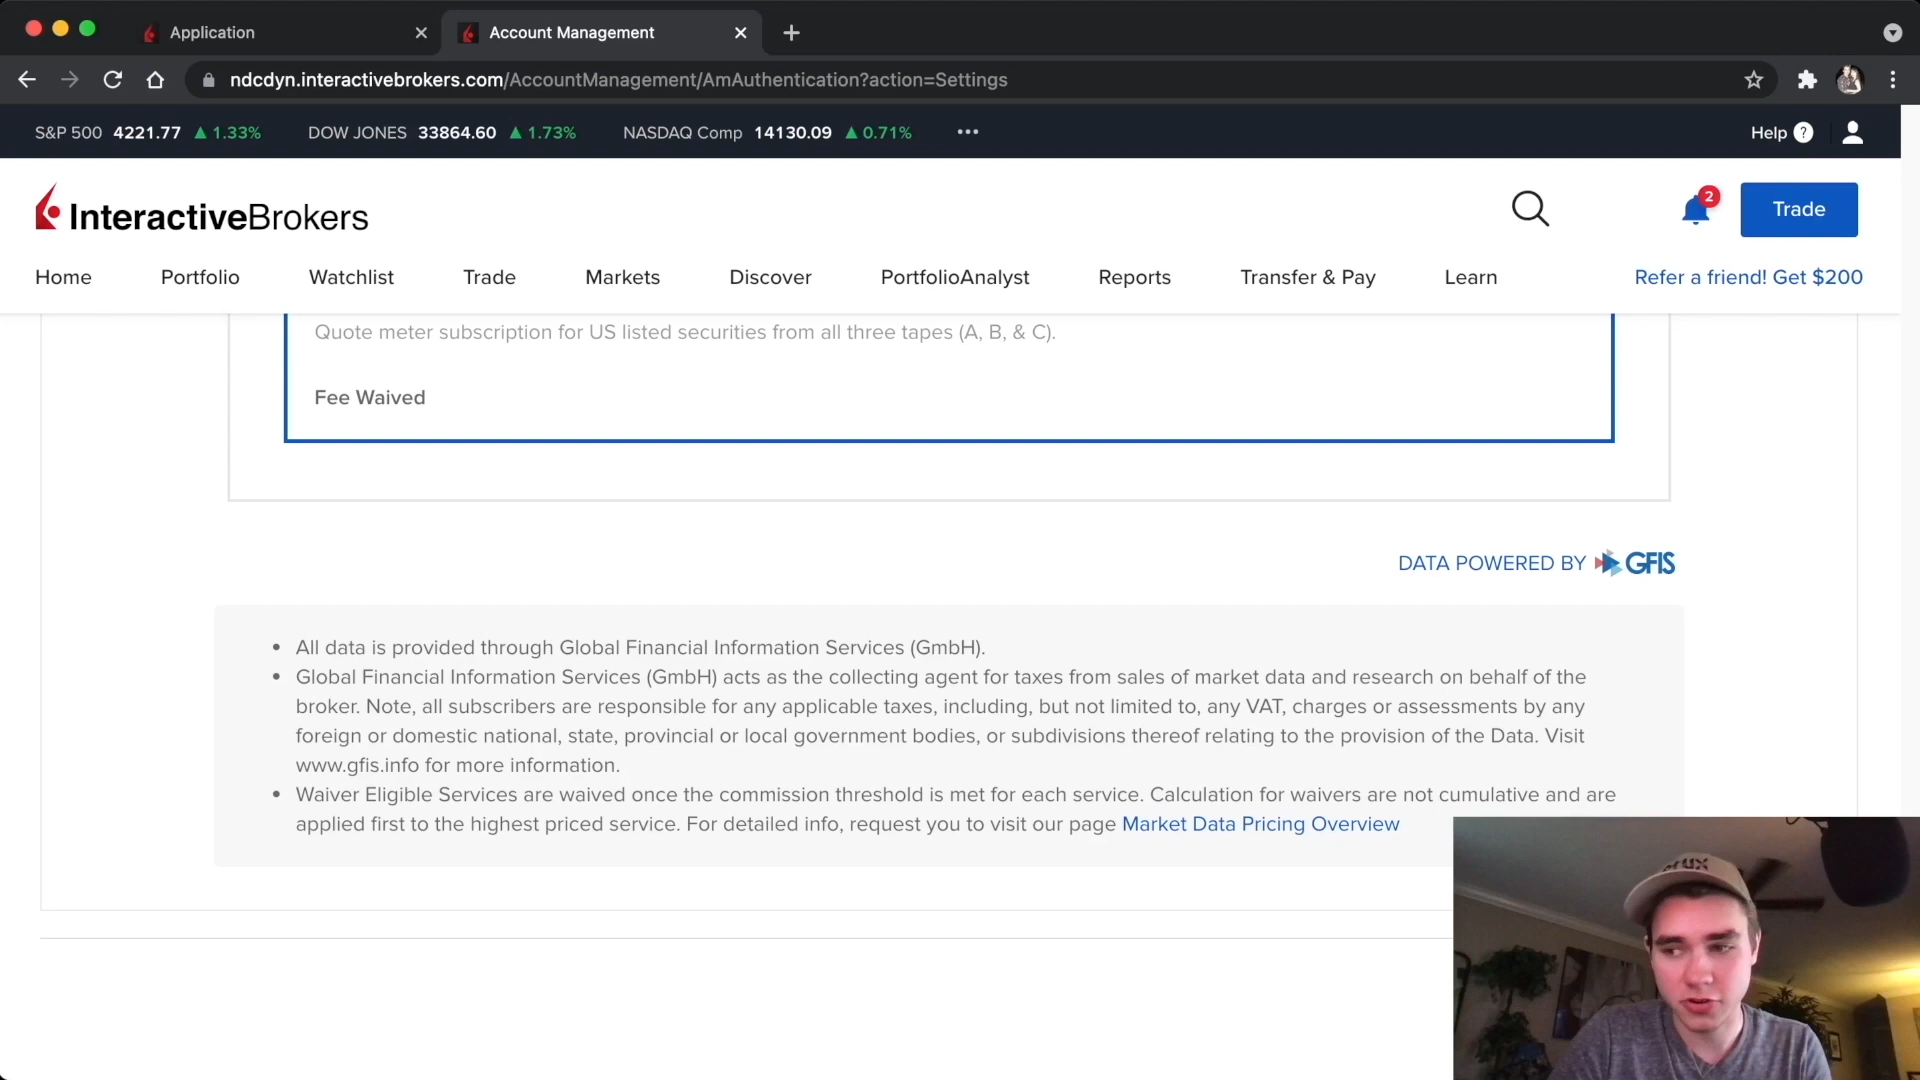 Application
Account Management
ndcdyn.interactivebrokers.com/AccountManagement/AmAuthentication?action=Settings
S&P 500 4221.77 ▲ 1.33% DOW JONES 33864.60 ▲ 1.73% NASDAQ Comp 14130.09 ▲ 0.71% ••• Help ?
InteractiveBrokers
2
Trade
Home Portfolio Watchlist Trade Markets Discover PortfolioAnalyst Reports Transfer & Pay Learn Refer a friend! Get $200
Quote meter subscription for US listed securities from all three tapes (A, B, & C).
Fee Waived
DATA POWERED BY GFIS
• All data is provided through Global Financial Information Services (GmbH).
• Global Financial Information Services (GmbH) acts as the collecting agent for taxes from sales of market data and research on behalf of the
broker. Note, all subscribers are responsible for any applicable taxes, including, but not limited to, any VAT, charges or assessments by any
foreign or domestic national, state, provincial or local government bodies, or subdivisions thereof relating to the provision of the Data. Visit
www.gfis.info for more information.
• Waiver Eligible Services are waived once the commission threshold is met for each service. Calculation for waivers are not cumulative and are
applied first to the highest priced service. For detailed info, request you to visit our page Market Data Pricing Overview